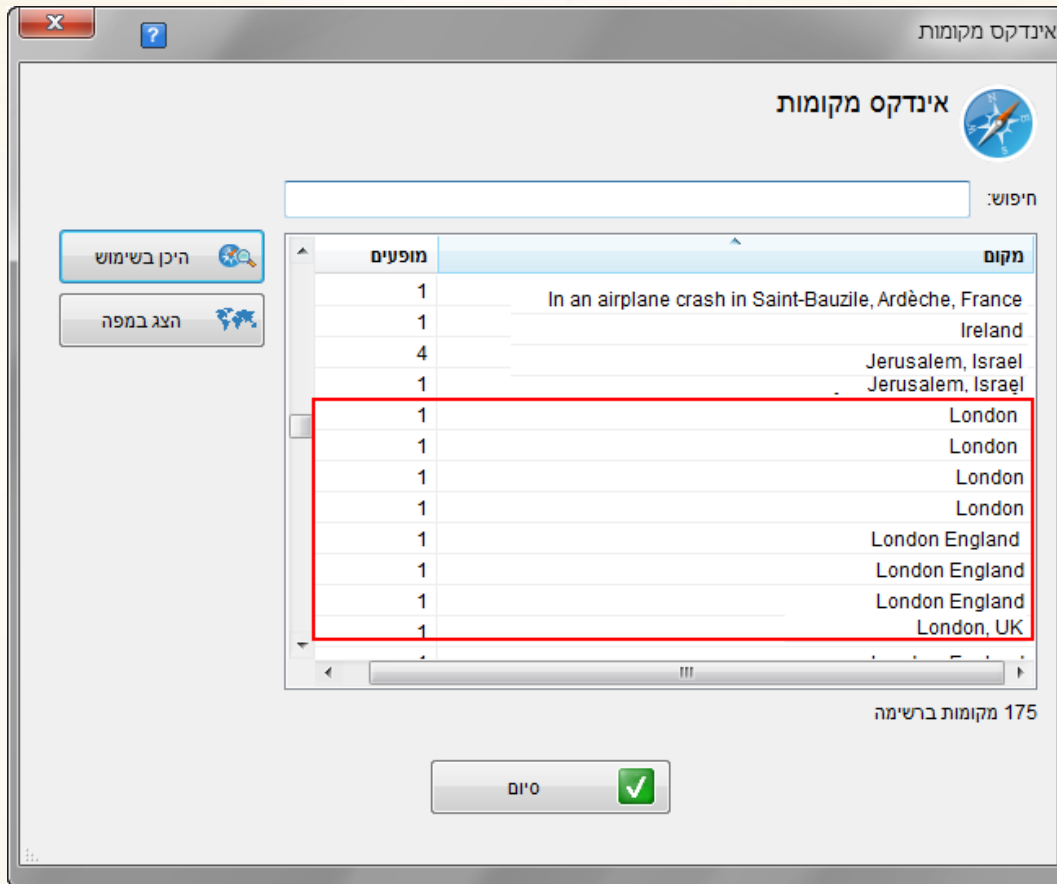 אינדקס מקומות
אינדקס מקומות
חיפוש:
מקום מופעים
In an airplane crash in Saint-Bauzile, Ardèche, France 1
Ireland 1
Jerusalem, Israel 4
Jerusalem, Israel 1
London 1
London 1
London 1
London 1
London England 1
London England 1
London England 1
London, UK 1
היכן בשימוש
הצג במפה
175 מקומות ברשימה
סיום